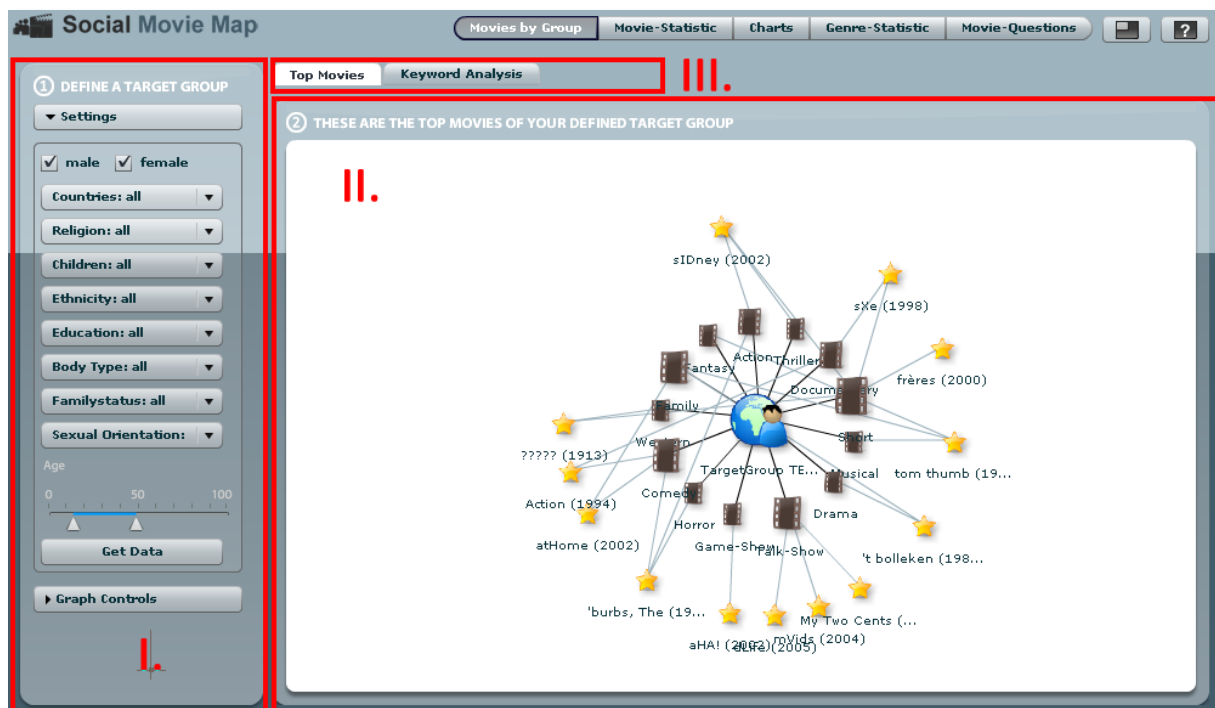 Social Movie Map
Movies by Group
Movie-Statistic
Charts
Genre-Statistic
Movie-Questions
?
Top Movies
Keyword Analysis
III.
1 DEFINE A TARGET GROUP
Settings
male female
Countries: all
Religion: all
Children: all
Ethnicity: all
Education: all
Body Type: all
Familystatus: all
Sexual Orientation:
Age
0 50 100
Get Data
Graph Controls
I.
2 THESE ARE THE TOP MOVIES OF YOUR DEFINED TARGET GROUP
II.
sIDney (2002)
sXe (1998)
Action
Thriller
Fantasy
Documentary
frères (2000)
Family
Western
Short
????? (1913)
TargetGroup TE...
Musical
tom thumb (19...
Comedy
Action (1994)
Drama
Horror
atHome (2002)
Game-Show
Talk-Show
't bolleken (198...
'burbs, The (19...
My Two Cents (...
mVids (2004)
aHA! (2002)
dLife (2005)